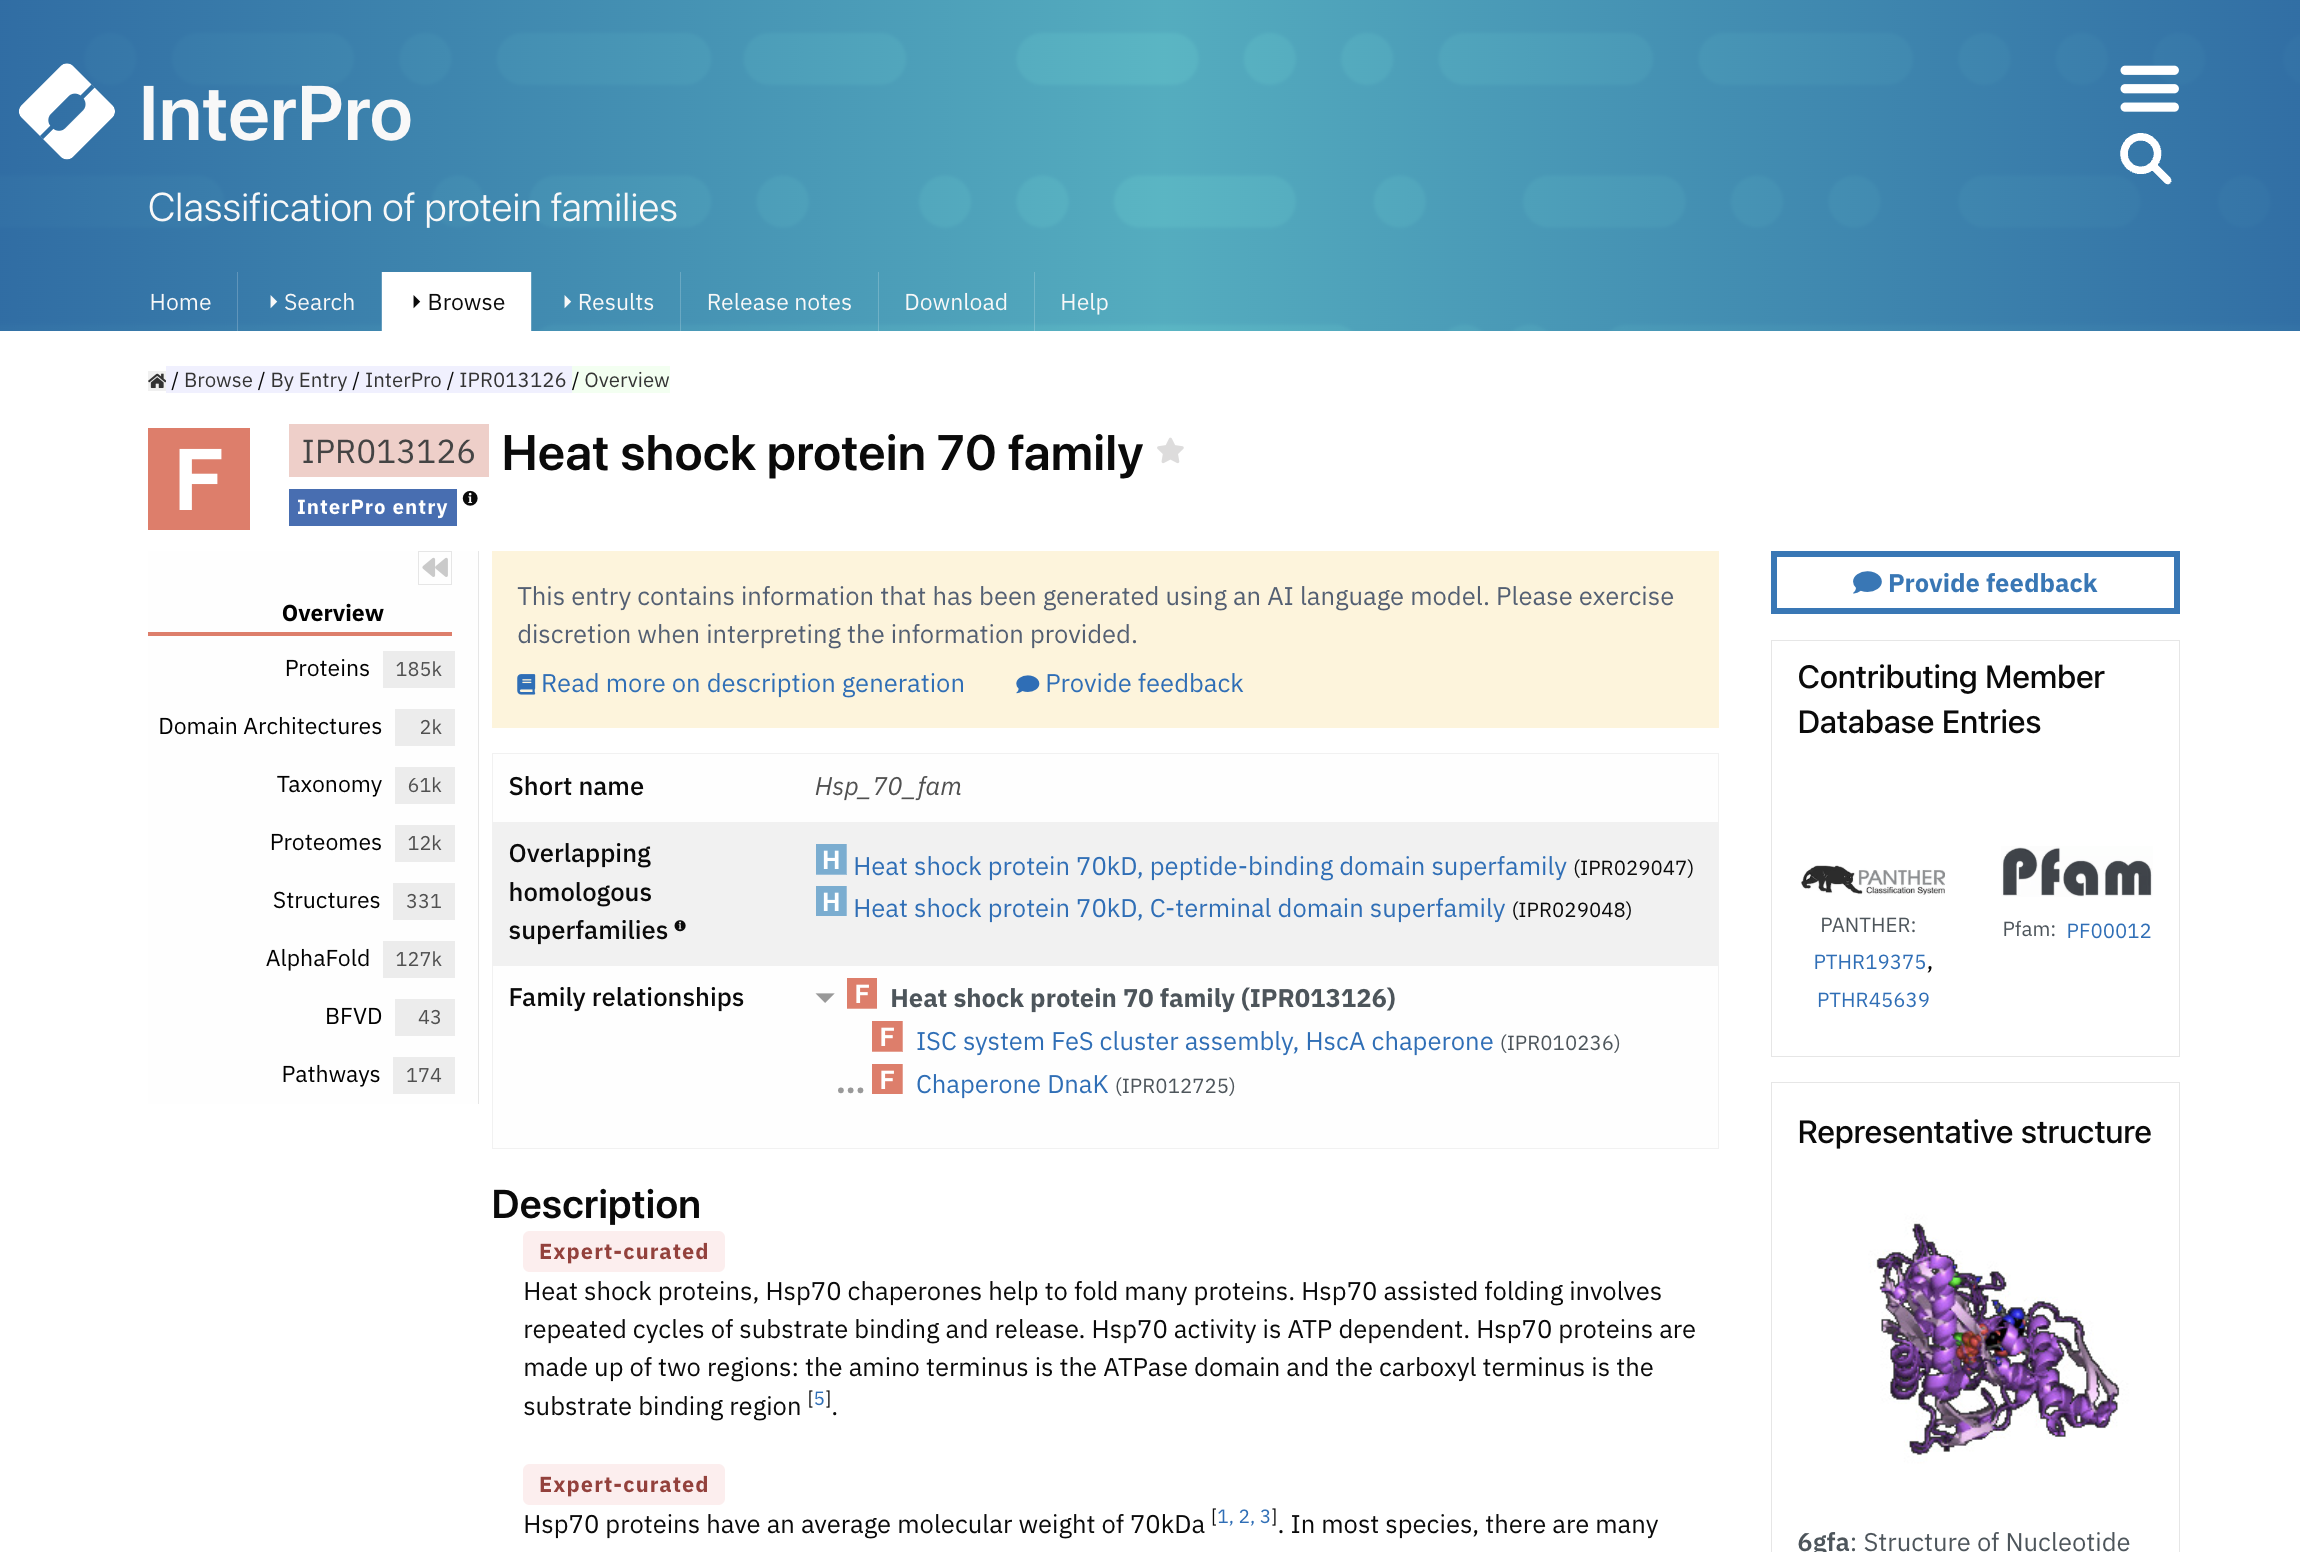 InterPro
Classification of protein families
Home
Search
Browse
Results
Release notes
Download
Help
/ Browse / By Entry / InterPro / IPR013126 / Overview
F
IPR013126 Heat shock protein 70 family
InterPro entry
Overview
Proteins 185k
Domain Architectures 2k
Taxonomy 61k
Proteomes 12k
Structures 331
AlphaFold 127k
BFVD 43
Pathways 174
This entry contains information that has been generated using an AI language model. Please exercise
discretion when interpreting the information provided.
Read more on description generation
Provide feedback
Short name Hsp_70_fam
Overlapping
homologous
superfamilies
H Heat shock protein 70kD, peptide-binding domain superfamily (IPR029047)
H Heat shock protein 70kD, C-terminal domain superfamily (IPR029048)
Family relationships
F Heat shock protein 70 family (IPR013126)
F ISC system FeS cluster assembly, HscA chaperone (IPR010236)
... F Chaperone DnaK (IPR012725)
Description
Expert-curated
Heat shock proteins, Hsp70 chaperones help to fold many proteins. Hsp70 assisted folding involves
repeated cycles of substrate binding and release. Hsp70 activity is ATP dependent. Hsp70 proteins are
made up of two regions: the amino terminus is the ATPase domain and the carboxyl terminus is the
substrate binding region [5].
Expert-curated
Hsp70 proteins have an average molecular weight of 70kDa [1, 2, 3]. In most species, there are many
Provide feedback
Contributing Member
Database Entries
PANTHER
Classification System
PANTHER:
PTHR19375,
PTHR45639
Pfam
Pfam: PF00012
Representative structure
6gfa: Structure of Nucleotide